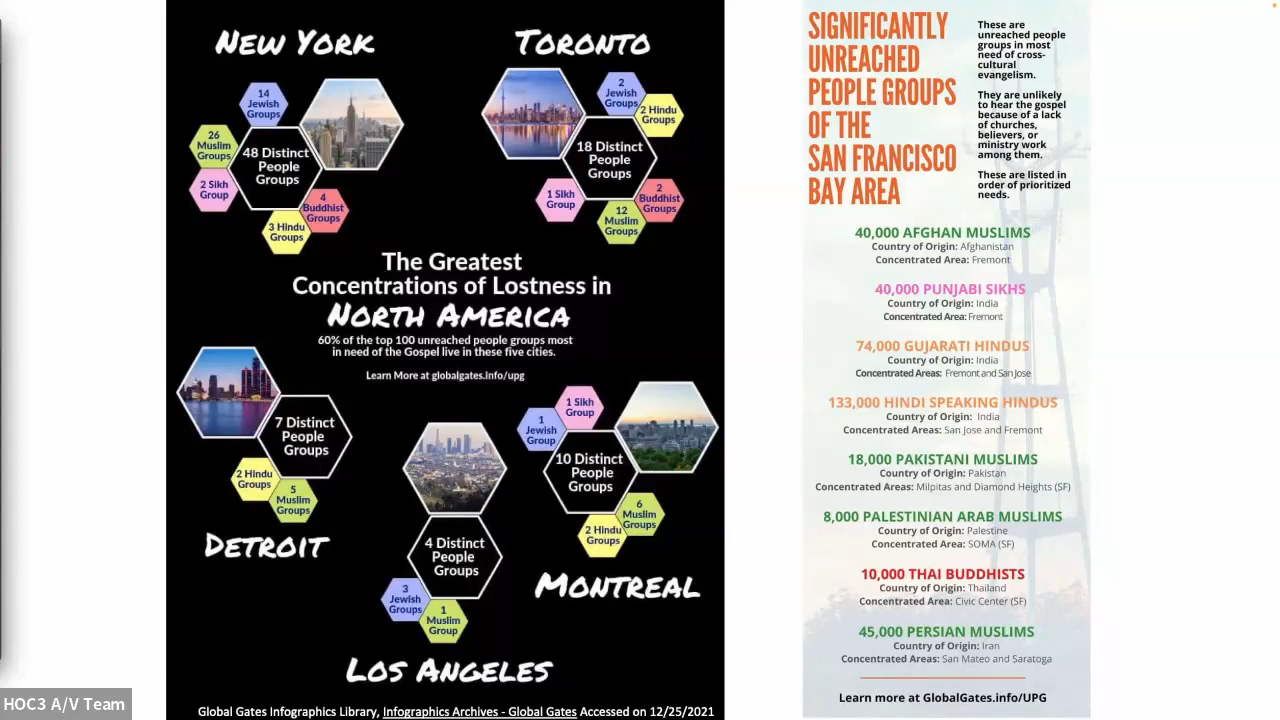 NEW YORK
14
Jewish
Groups
26
Muslim
Groups
48 Distinct
People
Groups
2 Sikh
Group
4
Buddhist
Groups
3 Hindu
Groups
TORONTO
2
Jewish
Groups
2 Hindu
Groups
18 Distinct
People
Groups
1 Sikh
Group
2
Buddhist
Groups
12
Muslim
Groups
The Greatest
Concentrations of Lostness in
NORTH AMERICA
60% of the top 100 unreached people groups most
in need of the Gospel live in these five cities.
Learn More at globalgates.info/upg
7 Distinct
People
Groups
2 Hindu
Groups
5
Muslim
Groups
DETROIT
4 Distinct
People
Groups
3
Jewish
Groups
1
Muslim
Group
LOS ANGELES
1 Sikh
Group
1
Jewish
Group
10 Distinct
People
Groups
6
Muslim
Groups
2 Hindu
Groups
MONTREAL
Global Gates Infographics Library, Infographics Archives - Global Gates Accessed on 12/25/2021
SIGNIFICANTLY
UNREACHED
PEOPLE GROUPS
OF THE
SAN FRANCISCO
BAY AREA
These are
unreached people
groups in most
need of cross-
cultural
evangelism.
They are unlikely
to hear the gospel
because of a lack
of churches,
believers, or
ministry work
among them.
These are listed in
order of prioritized
needs.
40,000 AFGHAN MUSLIMS
Country of Origin: Afghanistan
Concentrated Area: Fremont
40,000 PUNJABI SIKHS
Country of Origin: India
Concentrated Area: Fremont
74,000 GUJARATI HINDUS
Country of Origin: India
Concentrated Areas: Fremont and San Jose
133,000 HINDI SPEAKING HINDUS
Country of Origin: India
Concentrated Areas: San Jose and Fremont
18,000 PAKISTANI MUSLIMS
Country of Origin: Pakistan
Concentrated Areas: Milpitas and Diamond Heights (SF)
8,000 PALESTINIAN ARAB MUSLIMS
Country of Origin: Palestine
Concentrated Area: SOMA (SF)
10,000 THAI BUDDHISTS
Country of Origin: Thailand
Concentrated Area: Civic Center (SF)
45,000 PERSIAN MUSLIMS
Country of Origin: Iran
Concentrated Areas: San Mateo and Saratoga
Learn more at GlobalGates.info/UPG
HOC3 A/V Team